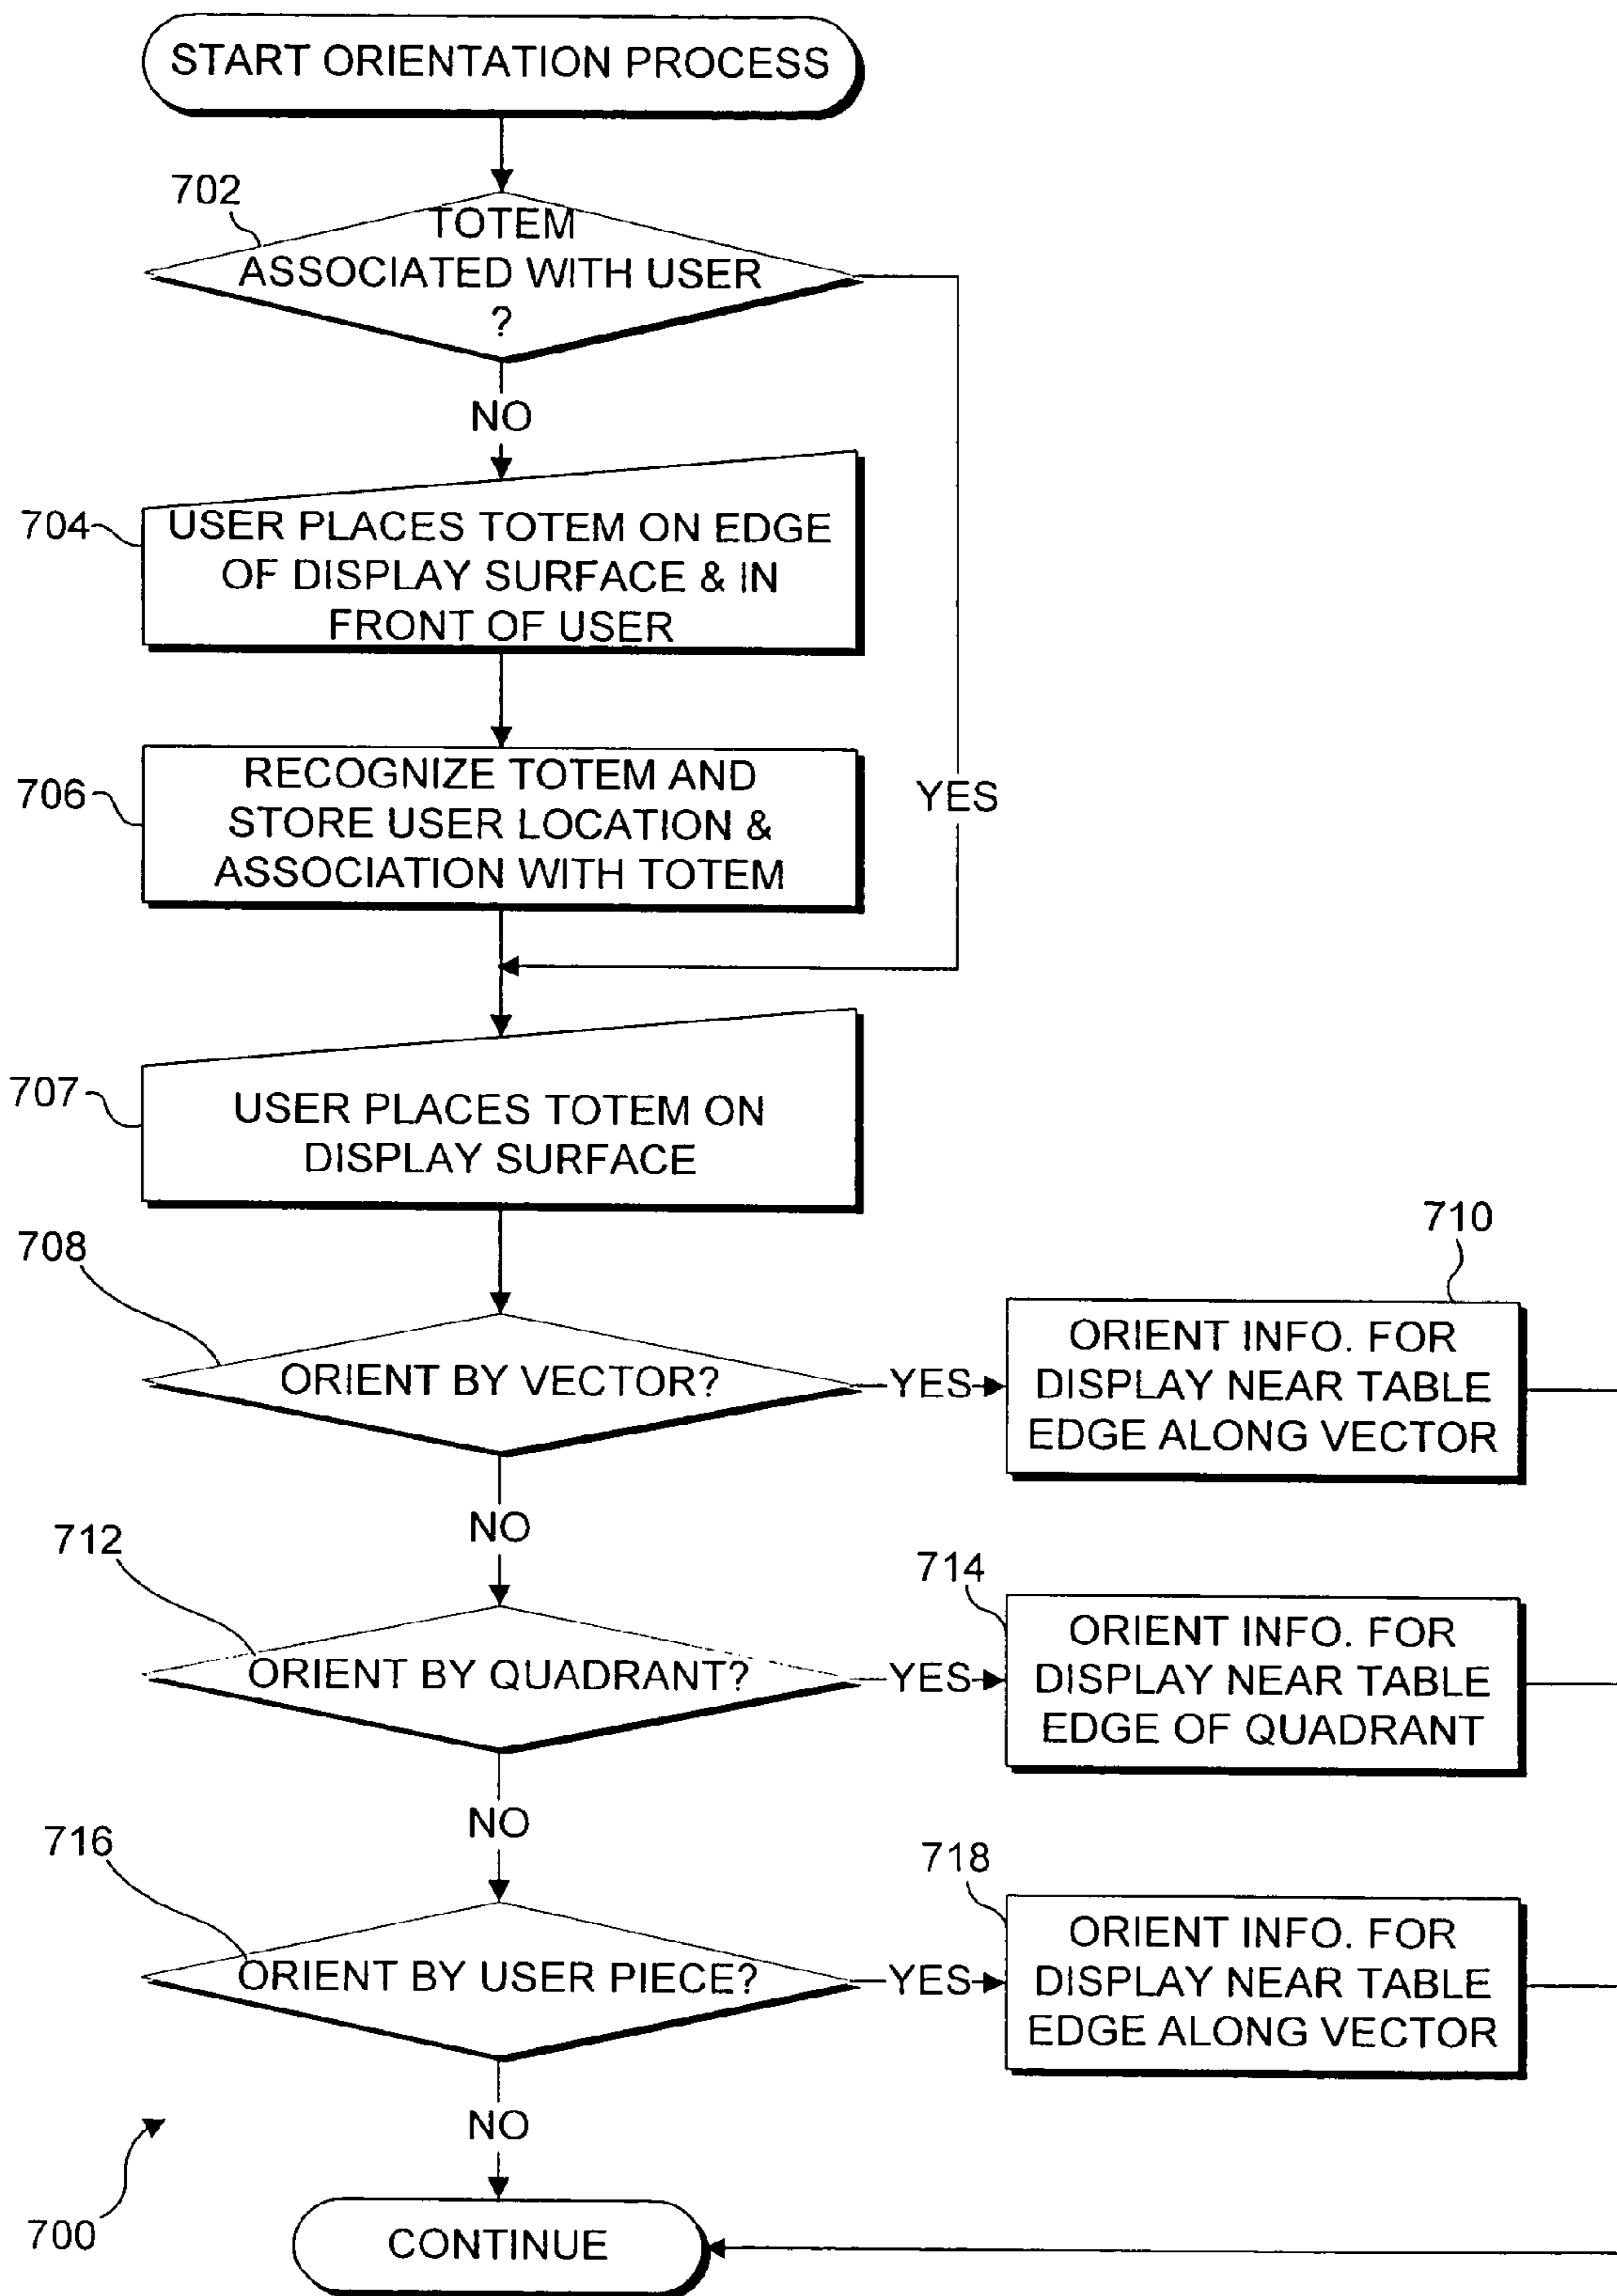 START ORIENTATION PROCESS
702
TOTEM
ASSOCIATED WITH USER
?
NO
YES
704
USER PLACES TOTEM ON EDGE
OF DISPLAY SURFACE & IN
FRONT OF USER
706
RECOGNIZE TOTEM AND
STORE USER LOCATION &
ASSOCIATION WITH TOTEM
707
USER PLACES TOTEM ON
DISPLAY SURFACE
708
ORIENT BY VECTOR?
YES
710
ORIENT INFO. FOR
DISPLAY NEAR TABLE
EDGE ALONG VECTOR
NO
712
ORIENT BY QUADRANT?
YES
714
ORIENT INFO. FOR
DISPLAY NEAR TABLE
EDGE OF QUADRANT
NO
716
ORIENT BY USER PIECE?
YES
718
ORIENT INFO. FOR
DISPLAY NEAR TABLE
EDGE ALONG VECTOR
NO
700
CONTINUE